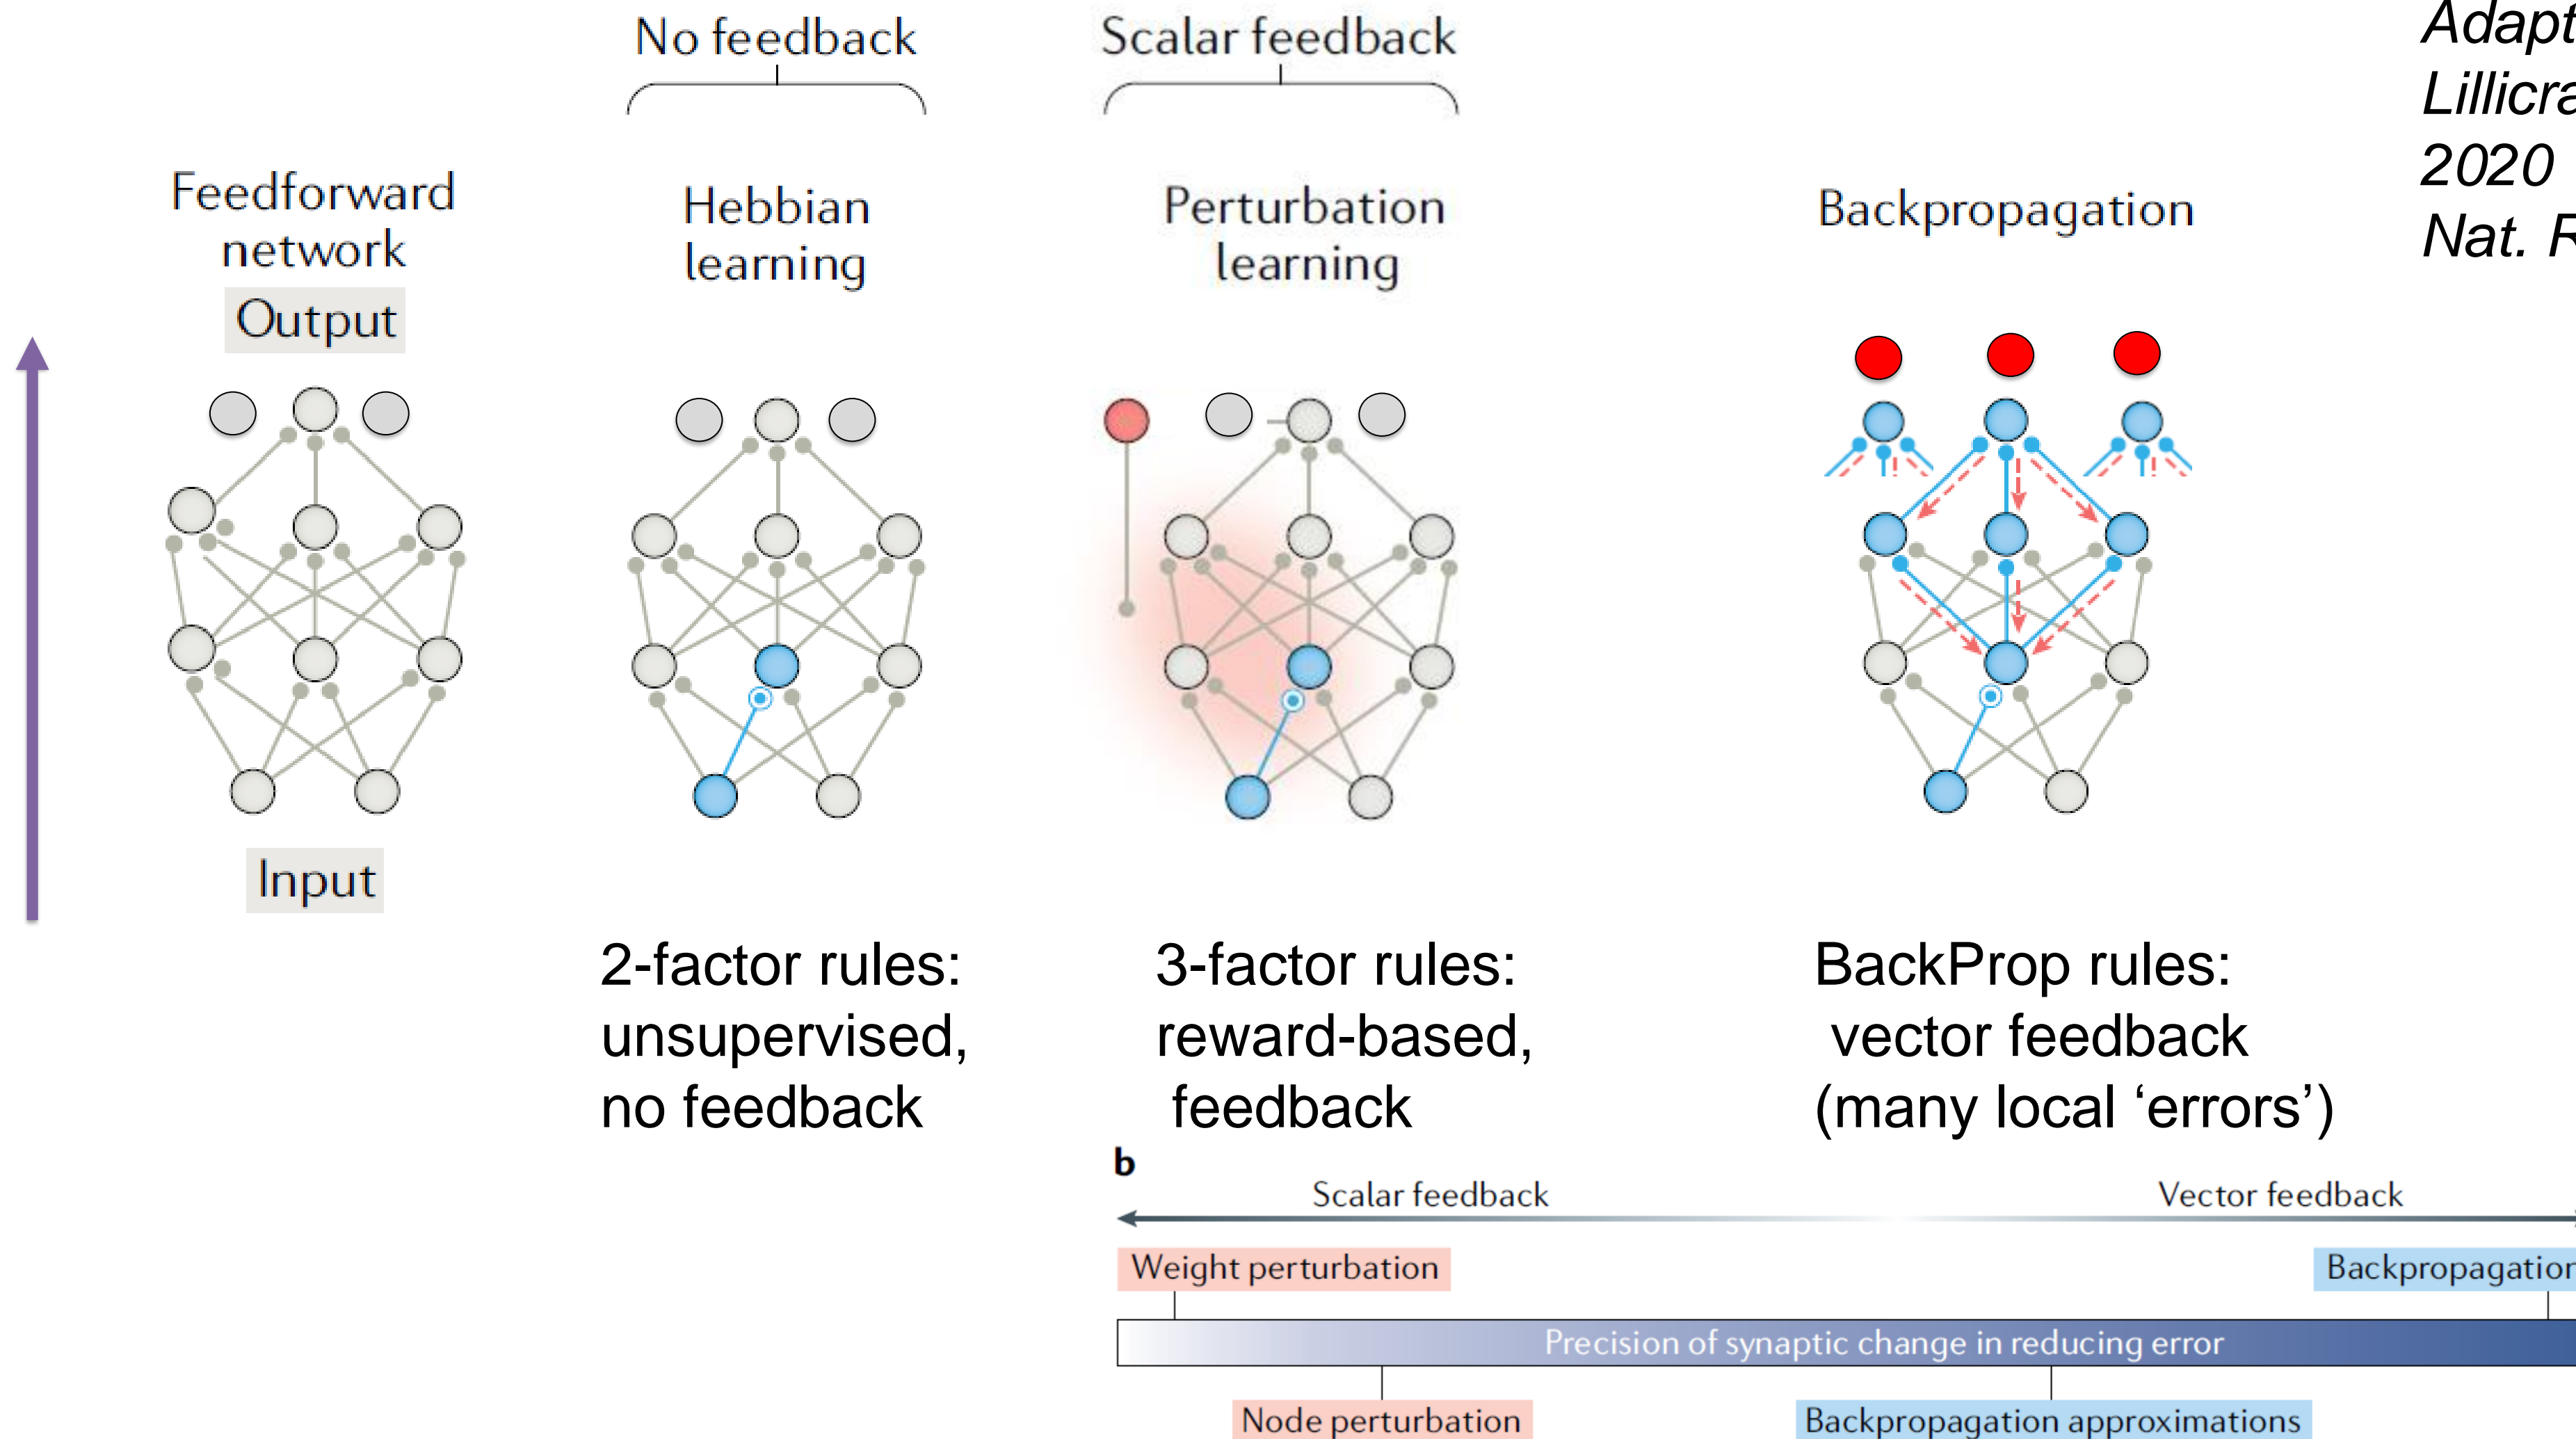 No feedback
Scalar feedback
Adapt
Lillicra
2020
Nat. R
Feedforward
network
Output
Input
Hebbian
learning
Perturbation
learning
Backpropagation
2-factor rules:
unsupervised,
no feedback
3-factor rules:
reward-based,
feedback
BackProp rules:
vector feedback
(many local ‘errors’)
b
Scalar feedback
Vector feedback
Weight perturbation
Backpropagation
Precision of synaptic change in reducing error
Node perturbation
Backpropagation approximations